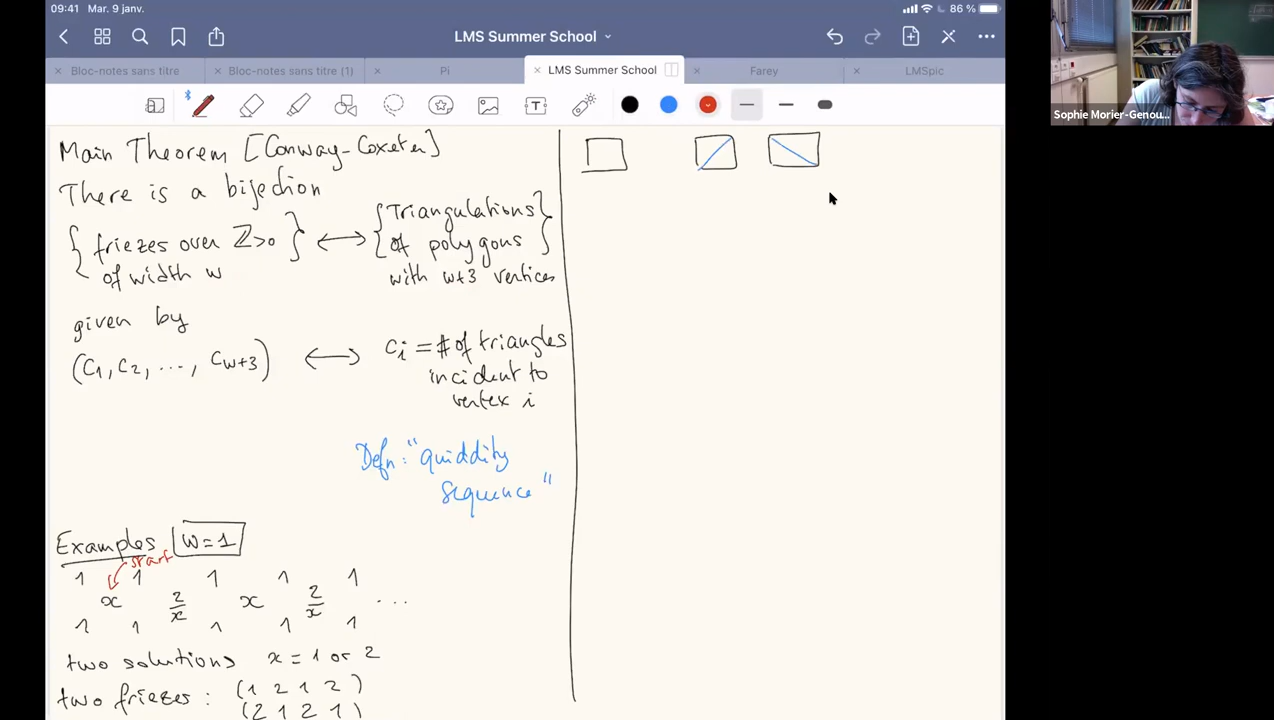 09:41 Mar. 9 janv.
86 %
LMS Summer School
Bloc-notes sans titre
Bloc-notes sans titre (1)
Pi
LMS Summer School
Farey
LMSpic
T
Sophie Morier-Genou...
Main Theorem [Conway-Coxeter]
There is a bijection
{ friezes over ℤ>0 of width w } ↔ { Triangulations of polygons with w+3 vertices }
given by
(c1, c2, ..., cw+3) ↔ ci = # of triangles
incident to
vertex i
Defn: "quiddity
sequence"
Examples w=1
start
1 1 1 1 1
x 2/x x 2/x ...
1 1 1 1 1
two solutions x = 1 or 2
two friezes: (1 2 1 2)
(2 1 2 1)